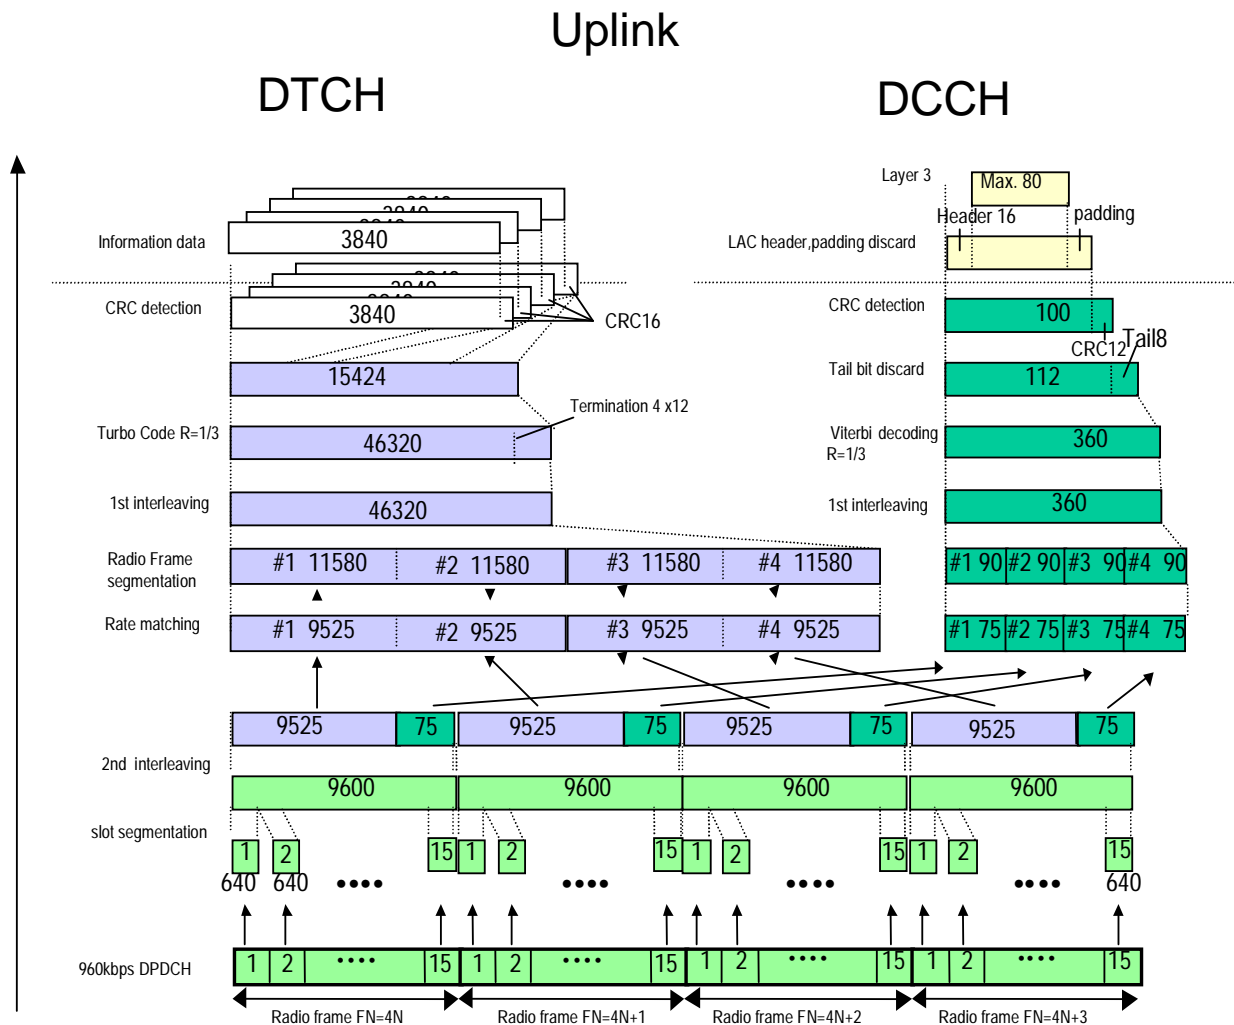 Uplink
DTCH
DCCH
Layer 3
Max. 80
Header 16
padding
Information data
3840
3840
3840
3840
LAC header,padding discard
CRC detection
3840
3840
3840
3840
CRC16
CRC detection
100
CRC12
Tail8
15424
Tail bit discard
112
Termination 4 x12
Turbo Code R=1/3
46320
Viterbi decoding
R=1/3
360
1st interleaving
46320
1st interleaving
360
Radio Frame
segmentation
#1 11580
#2 11580
#3 11580
#4 11580
#1 90
#2 90
#3 90
#4 90
Rate matching
#1 9525
#2 9525
#3 9525
#4 9525
#1 75
#2 75
#3 75
#4 75
9525
75
9525
75
9525
75
9525
75
2nd interleaving
9600
9600
9600
9600
slot segmentation
1
2
15
1
2
15
1
2
15
1
2
15
640
640
640
960kbps DPDCH
1
2
15
1
2
15
1
2
15
1
2
15
Radio frame FN=4N
Radio frame FN=4N+1
Radio frame FN=4N+2
Radio frame FN=4N+3